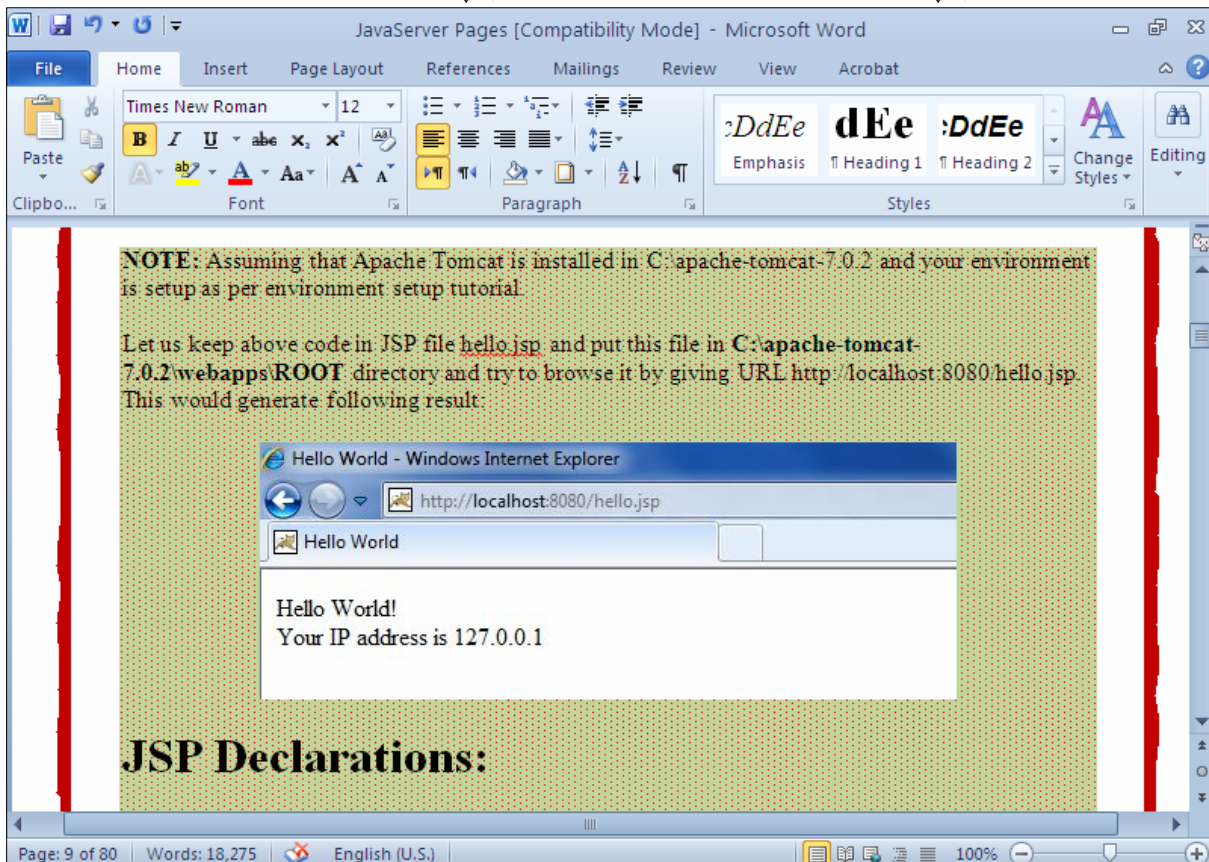 JavaServer Pages [Compatibility Mode] - Microsoft Word
File Home Insert Page Layout References Mailings Review View Acrobat
Times New Roman 12
B I U abe x₂ x² Aa
Paste
A ab A Aa A A
:DdEe dEe :DdEe
Emphasis ¶ Heading 1 ¶ Heading 2
Change Styles
Editing
Clipbo... Font Paragraph Styles
NOTE: Assuming that Apache Tomcat is installed in C:\apache-tomcat-7.0.2 and your environment
is setup as per environment setup tutorial.
Let us keep above code in JSP file hello.jsp and put this file in C:\apache-tomcat-
7.0.2\webapps\ROOT directory and try to browse it by giving URL http://localhost:8080/hello.jsp.
This would generate following result:
Hello World - Windows Internet Explorer
http://localhost:8080/hello.jsp
Hello World
Hello World!
Your IP address is 127.0.0.1
JSP Declarations:
Page: 9 of 80 Words: 18,275 English (U.S.) 100%